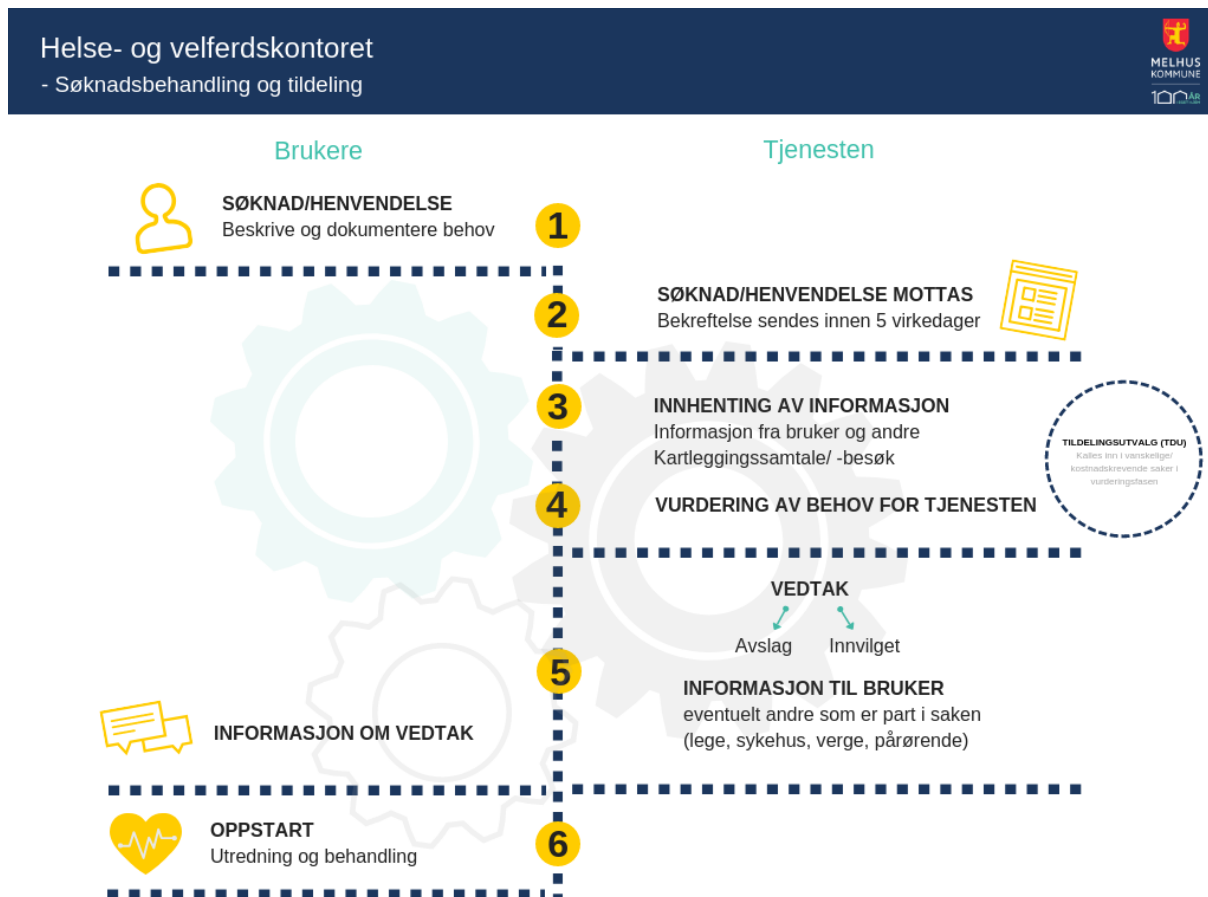 Helse- og velferdskontoret
- Søknadsbehandling og tildeling
MELHUS
KOMMUNE
100 ÅR
Brukere
Tjenesten
SØKNAD/HENVENDELSE
Beskrive og dokumentere behov
1
2
SØKNAD/HENVENDELSE MOTTAS
Bekreftelse sendes innen 5 virkedager
3
INNHENTING AV INFORMASJON
Informasjon fra bruker og andre
Kartleggingssamtale/ -besøk
TILDELINGSUTVALG (TDU)
Kalles inn i vanskelige/
kostnadskrevende saker i
vurderingsfasen
4
VURDERING AV BEHOV FOR TJENESTEN
VEDTAK
Avslag
Innvilget
5
INFORMASJON TIL BRUKER
eventuelt andre som er part i saken
(lege, sykehus, verge, pårørende)
INFORMASJON OM VEDTAK
OPPSTART
Utredning og behandling
6